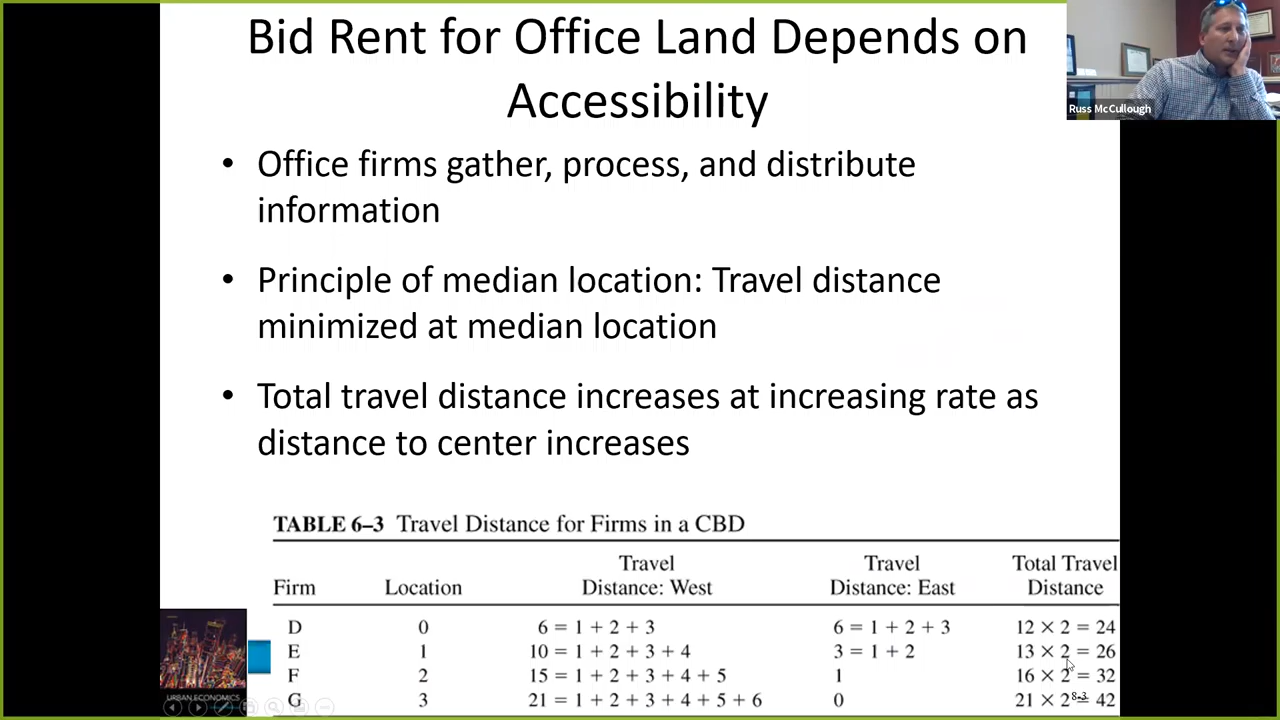 Bid Rent for Office Land Depends on
Accessibility
Russ McCullough
• Office firms gather, process, and distribute
information
• Principle of median location: Travel distance
minimized at median location
• Total travel distance increases at increasing rate as
distance to center increases
TABLE 6–3 Travel Distance for Firms in a CBD
Travel Travel Total Travel
Firm Location Distance: West Distance: East Distance
D 0 6 = 1 + 2 + 3 6 = 1 + 2 + 3 12 × 2 = 24
E 1 10 = 1 + 2 + 3 + 4 3 = 1 + 2 13 × 2 = 26
F 2 15 = 1 + 2 + 3 + 4 + 5 1 16 × 2 = 32
G 3 21 = 1 + 2 + 3 + 4 + 5 + 6 0 21 × 2 = 42
8-3
URBAN ECONOMICS